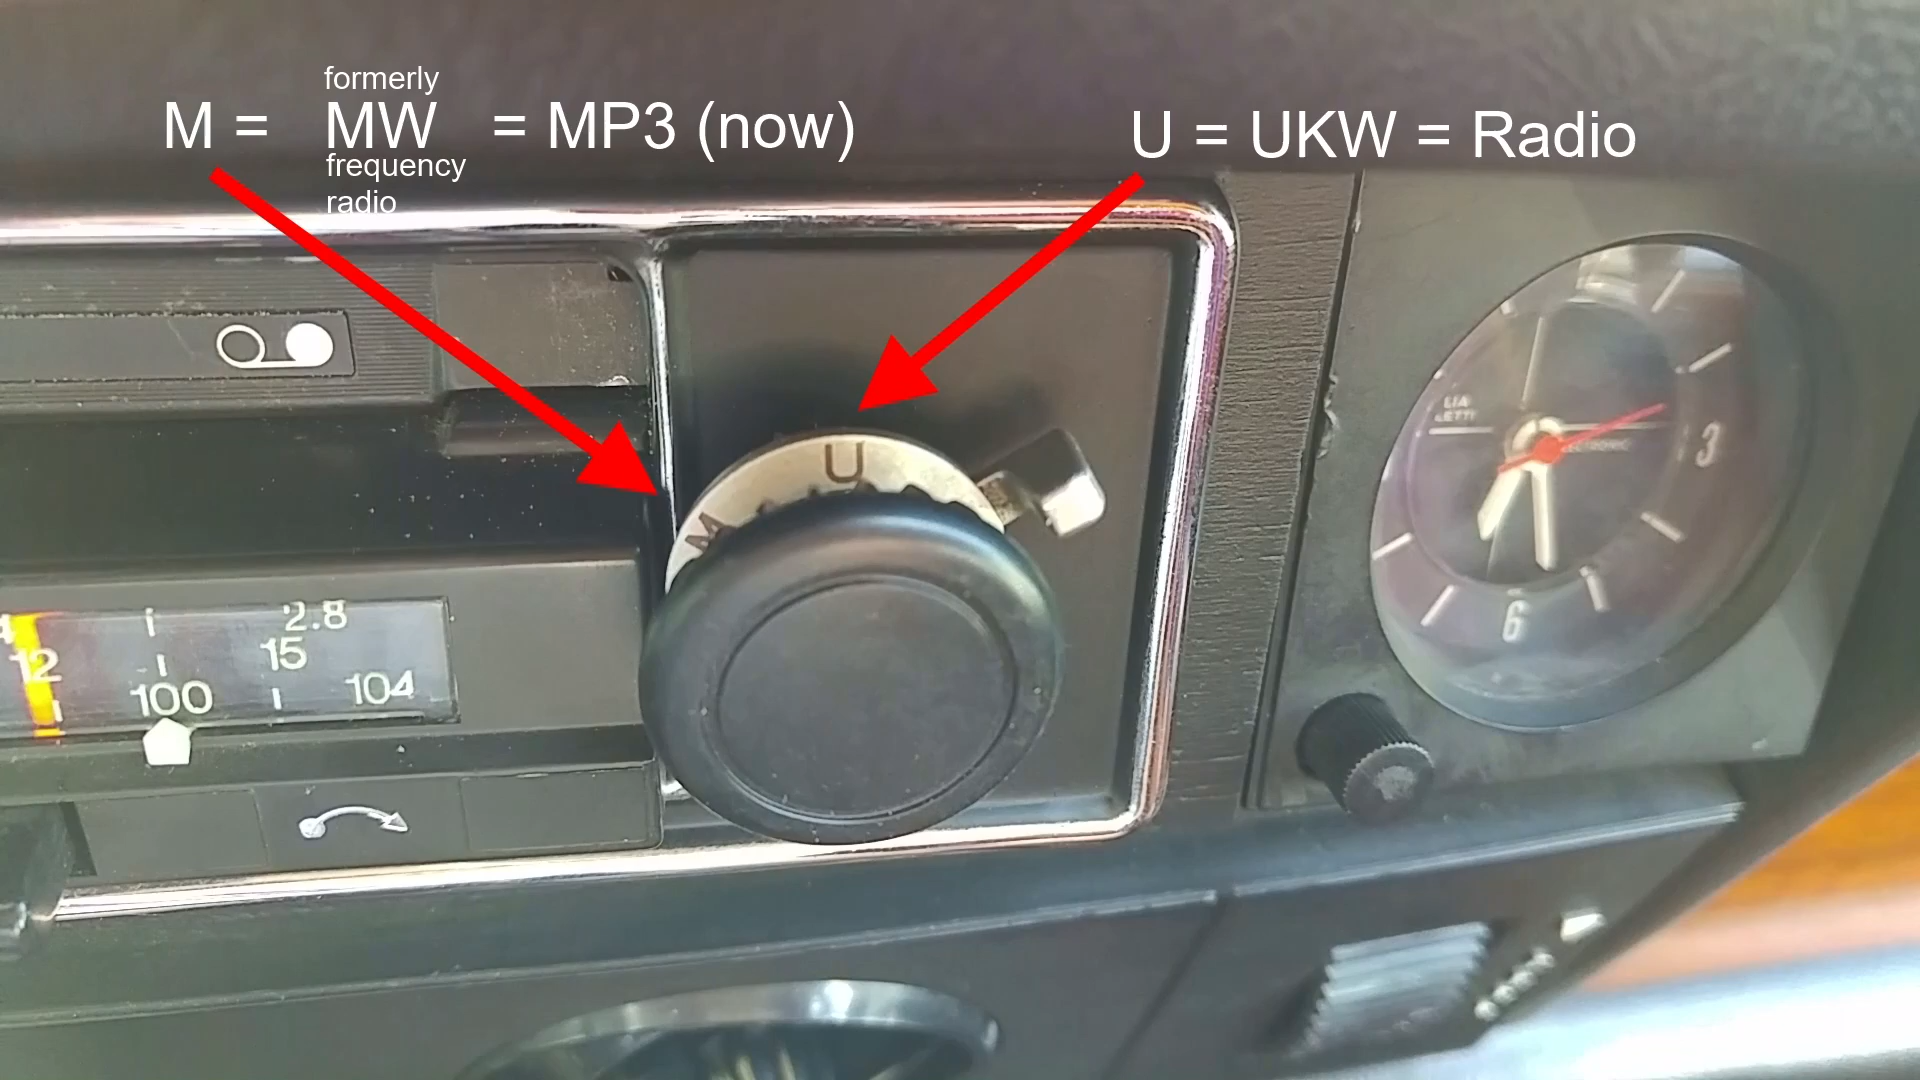 formerly
M = MW = MP3 (now)
frequency
radio
U = UKW = Radio
U
M
2.8
12
15
100
104
3
6